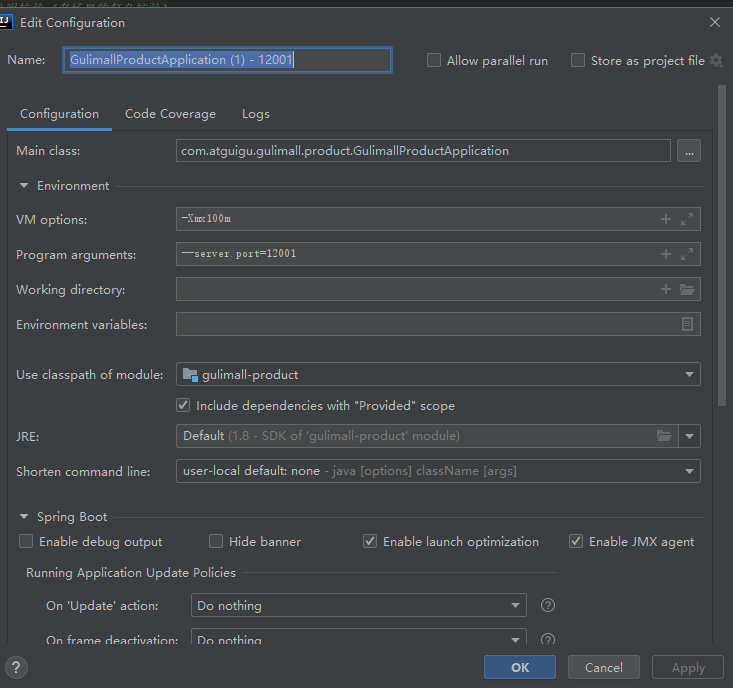 IJ Edit Configuration
Name: GulimallProductApplication (1) - 12001 Allow parallel run Store as project file
Configuration Code Coverage Logs
Main class: com.atguigu.gulimall.product.GulimallProductApplication ...
Environment
VM options: -Xmx100m
Program arguments: --server.port=12001
Working directory:
Environment variables:
Use classpath of module: gulimall-product
Include dependencies with "Provided" scope
JRE: Default (1.8 - SDK of 'gulimall-product' module)
Shorten command line: user-local default: none - java [options] className [args]
Spring Boot
Enable debug output Hide banner Enable launch optimization Enable JMX agent
Running Application Update Policies
On 'Update' action: Do nothing ?
On frame deactivation: Do nothing ?
? OK Cancel Apply